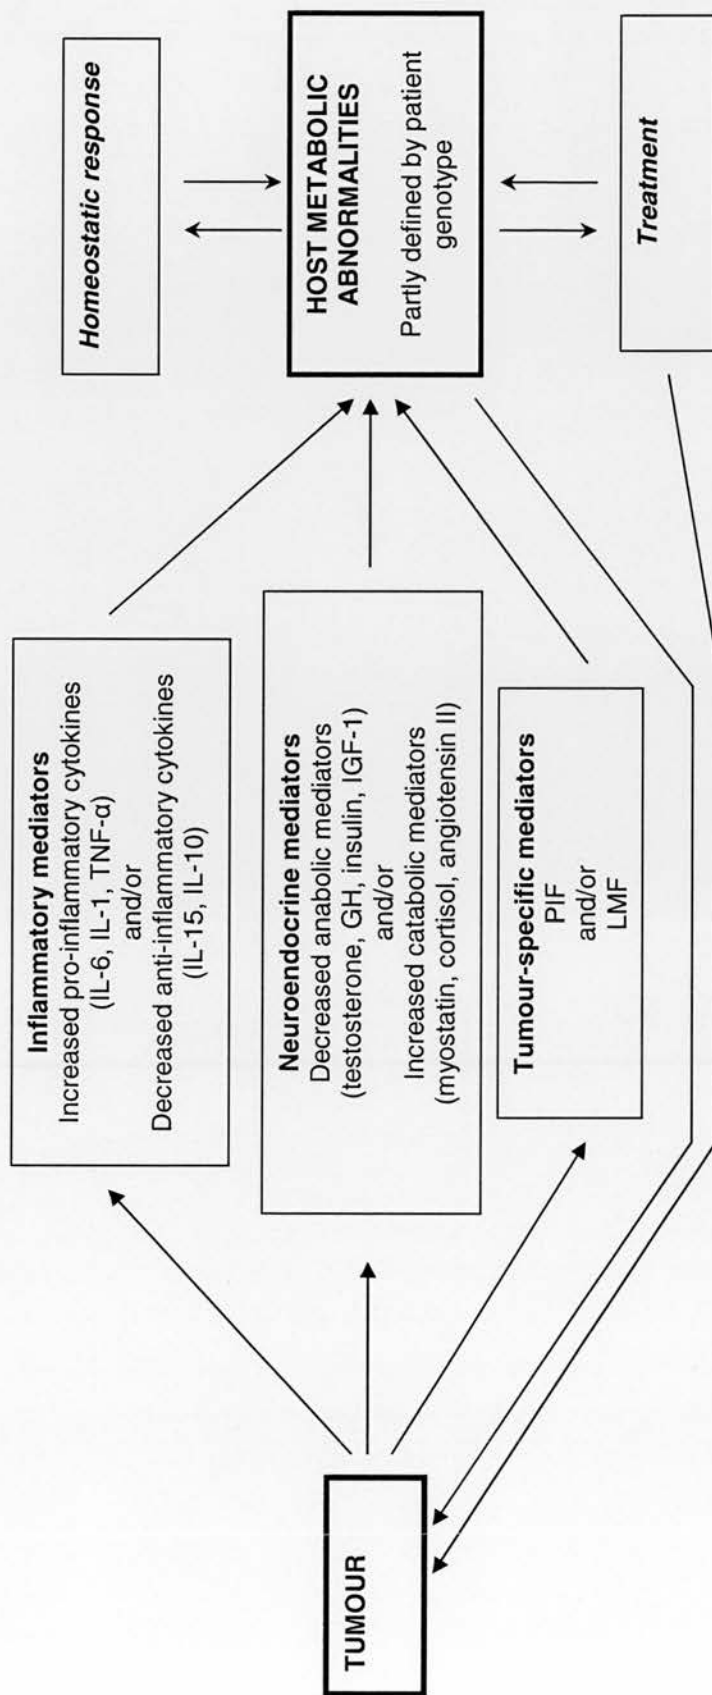 TUMOUR
Inflammatory mediators
Increased pro-inflammatory cytokines
(IL-6, IL-1, TNF-α)
and/or
Decreased anti-inflammatory cytokines
(IL-15, IL-10)
Neuroendocrine mediators
Decreased anabolic mediators
(testosterone, GH, insulin, IGF-1)
and/or
Increased catabolic mediators
(myostatin, cortisol, angiotensin II)
Tumour-specific mediators
PIF
and/or
LMF
Homeostatic response
HOST METABOLIC
ABNORMALITIES
Partly defined by patient
genotype
Treatment